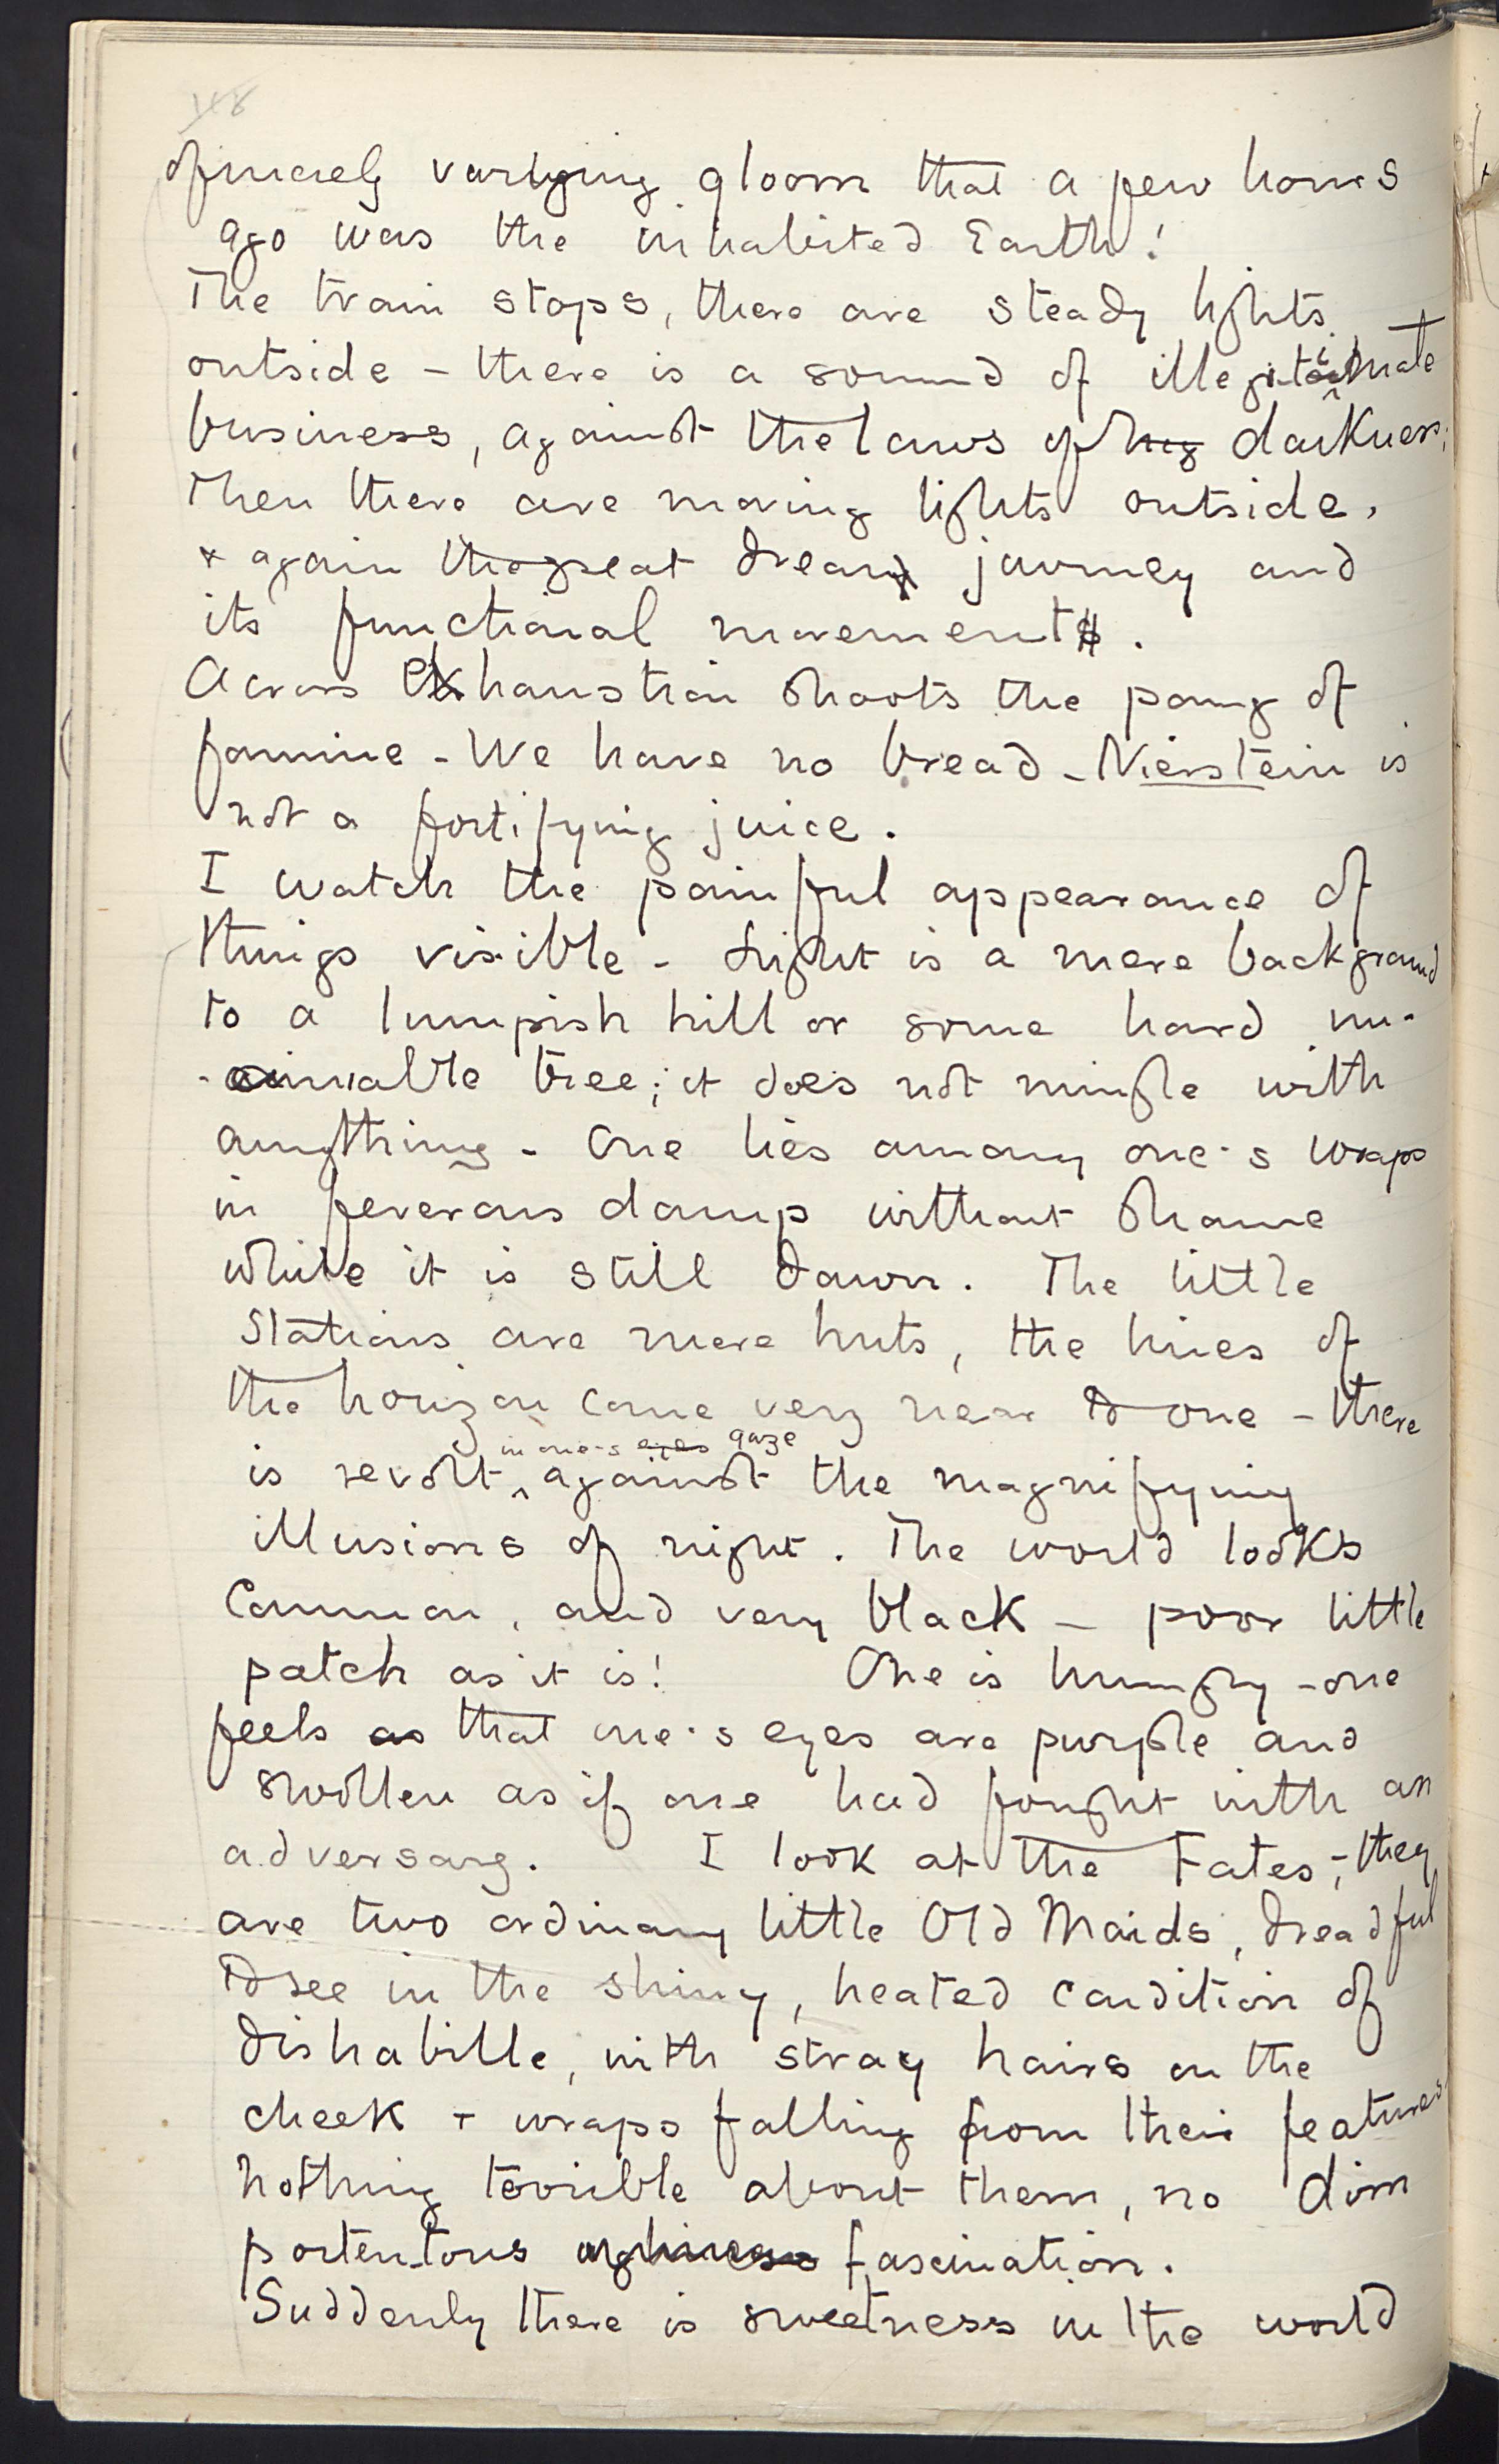 of merely varying gloom that a few hours
ago was the inhabited Earth!
The train stops, there are steady lights
outside – there is a sound of illegitimate
business, against the laws of darkness;
Then there are moving lights outside,
& again the great dreary journey and
its functional movement.
Across exhaustion shoots the pang of
famine – We have no bread – Nierstein is
not a fortifying juice.
I watch the painful appearance of
things visible – Light is a mere background
to a lumpish hill or some hard un-
-amiable tree; it does not mingle with
anything – One lies among one's wraps
in feverous damp without shame
while it is still dawn. The little
Stations are mere huts, the lines of
the horizon come very near to one – there
in one's eyes gaze
is revolt against the magnifying
illusions of night. The world looks
Common, and very black – poor little
patch as it is! One is hungry – one
feels as that one's eyes are purple and
swollen as if one had fought with an
adversary. I look at the Fates, – they
are two ordinary little Old Maids, dreadful
to see in the shiny, heated condition of
dishabille, with stray hairs on the
cheek & wraps falling from their features
nothing terrible about them, no dim
portentous ugliness fascination.
Suddenly there is sweetness in the world